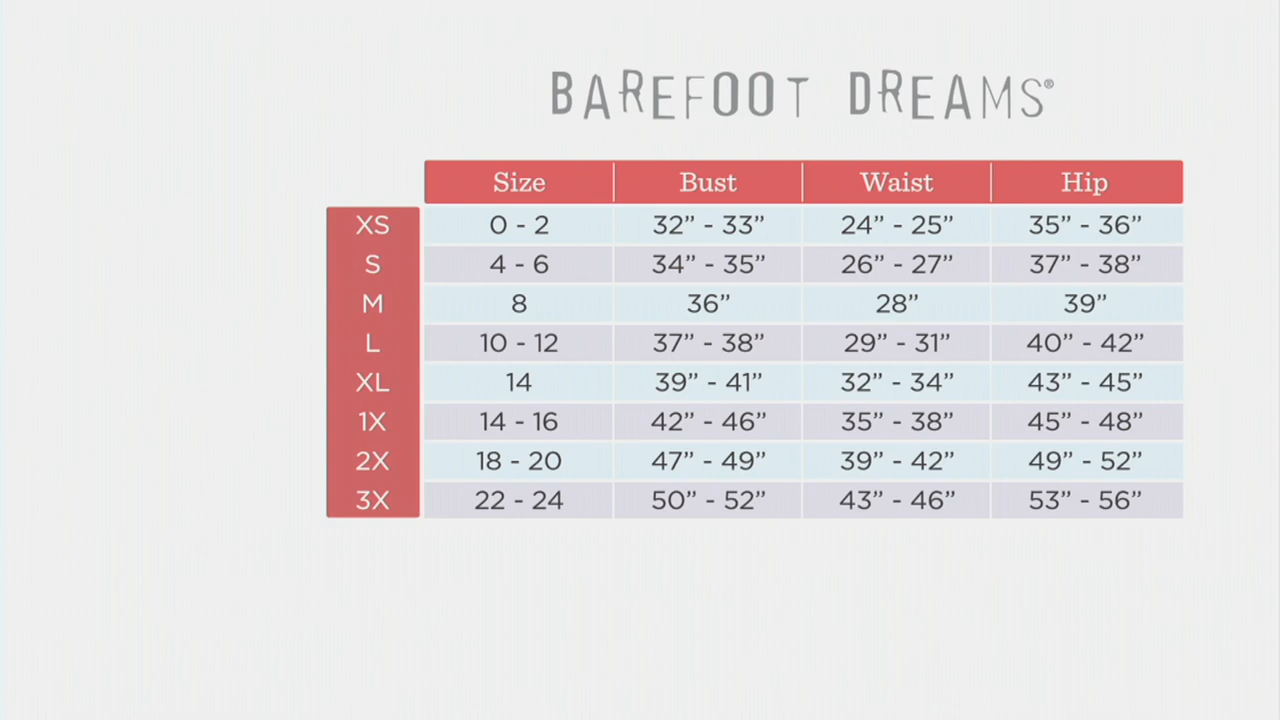 BAREFOOT DREAMS®
Size Bust Waist Hip
XS 0 - 2 32” - 33” 24” - 25” 35” - 36”
S 4 - 6 34” - 35” 26” - 27” 37” - 38”
M 8 36” 28” 39”
L 10 - 12 37” - 38” 29” - 31” 40” - 42”
XL 14 39” - 41” 32” - 34” 43” - 45”
1X 14 - 16 42” - 46” 35” - 38” 45” - 48”
2X 18 - 20 47” - 49” 39” - 42” 49” - 52”
3X 22 - 24 50” - 52” 43” - 46” 53” - 56”